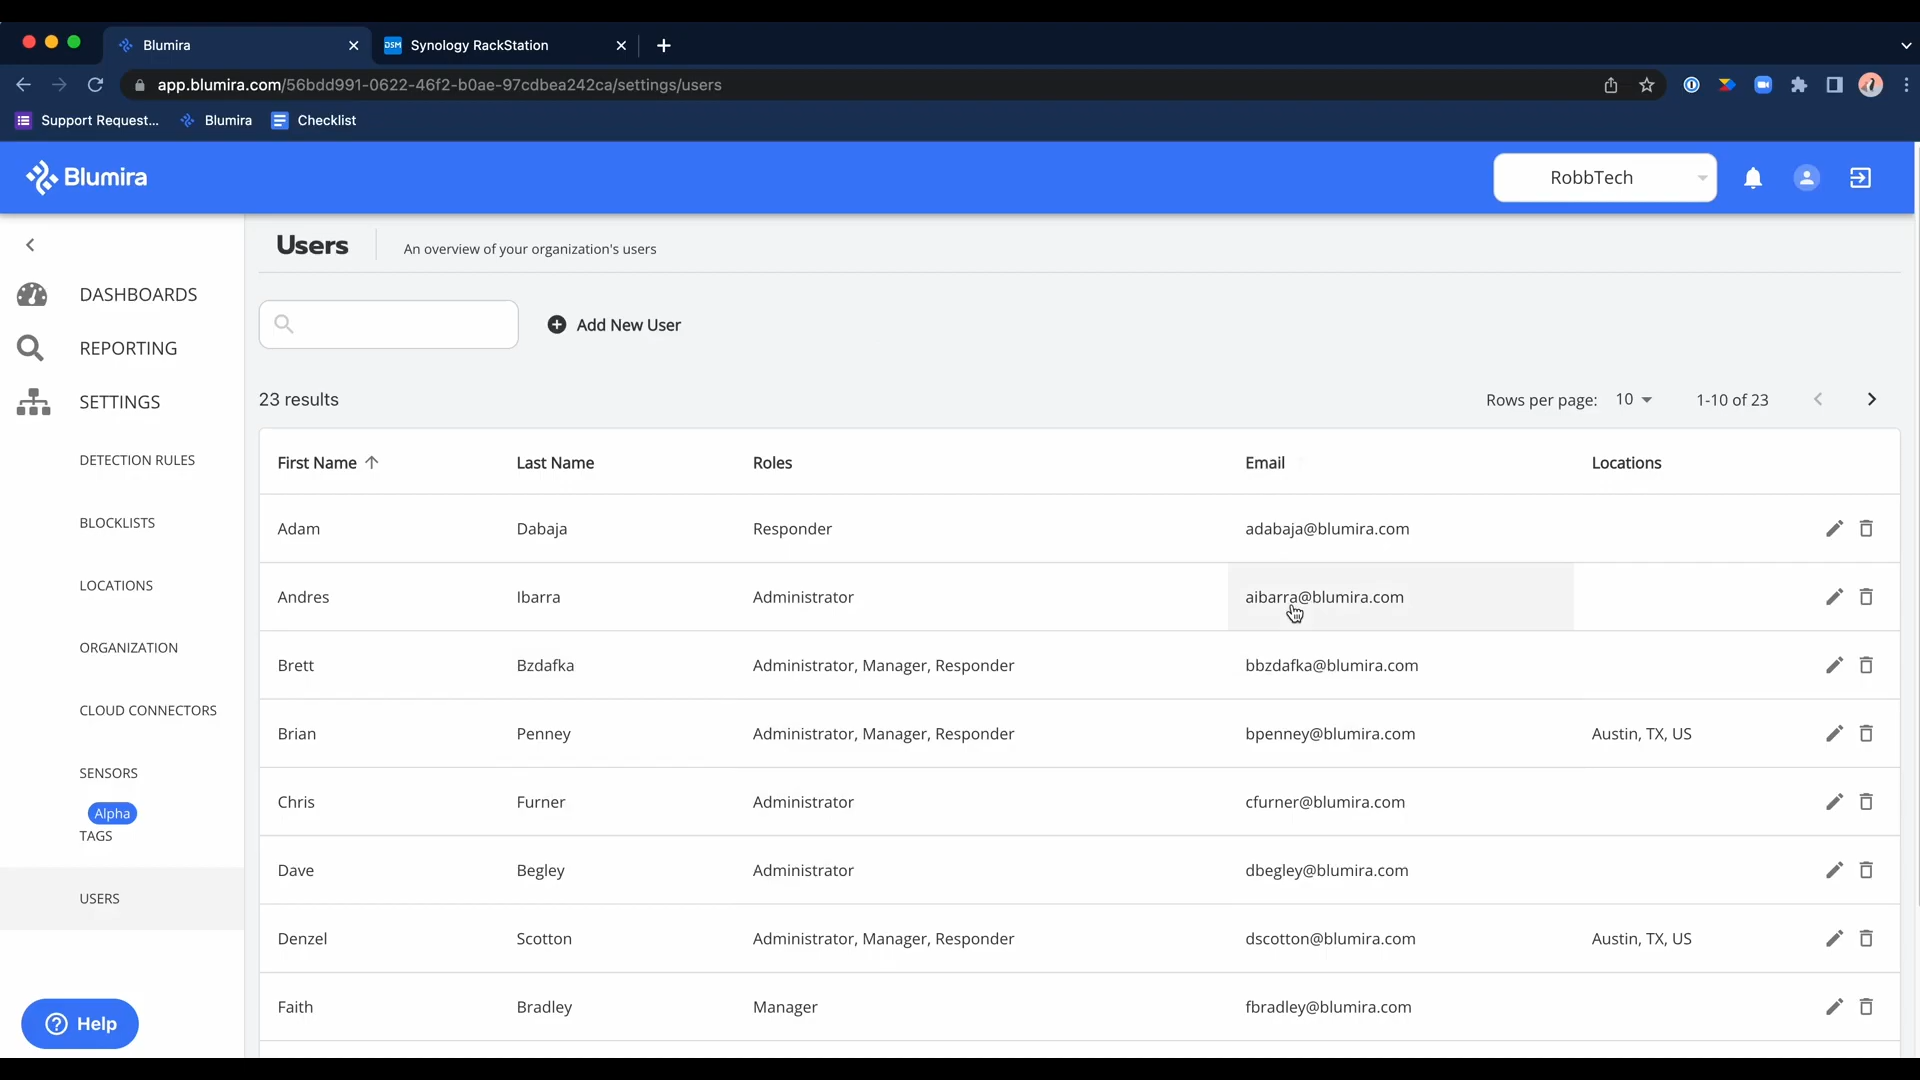 Blumira
DSM Synology RackStation
app.blumira.com/56bdd991-0622-46f2-b0ae-97cdbea242ca/settings/users
Support Request... Blumira Checklist
Blumira RobbTech
Users An overview of your organization's users
DASHBOARDS
REPORTING
SETTINGS
DETECTION RULES
BLOCKLISTS
LOCATIONS
ORGANIZATION
CLOUD CONNECTORS
SENSORS
Alpha
TAGS
USERS
Help
Add New User
23 results Rows per page: 10 1-10 of 23
First Name Last Name Roles Email Locations
Adam Dabaja Responder adabaja@blumira.com
Andres Ibarra Administrator aibarra@blumira.com
Brett Bzdafka Administrator, Manager, Responder bbzdafka@blumira.com
Brian Penney Administrator, Manager, Responder bpenney@blumira.com Austin, TX, US
Chris Furner Administrator cfurner@blumira.com
Dave Begley Administrator dbegley@blumira.com
Denzel Scotton Administrator, Manager, Responder dscotton@blumira.com Austin, TX, US
Faith Bradley Manager fbradley@blumira.com